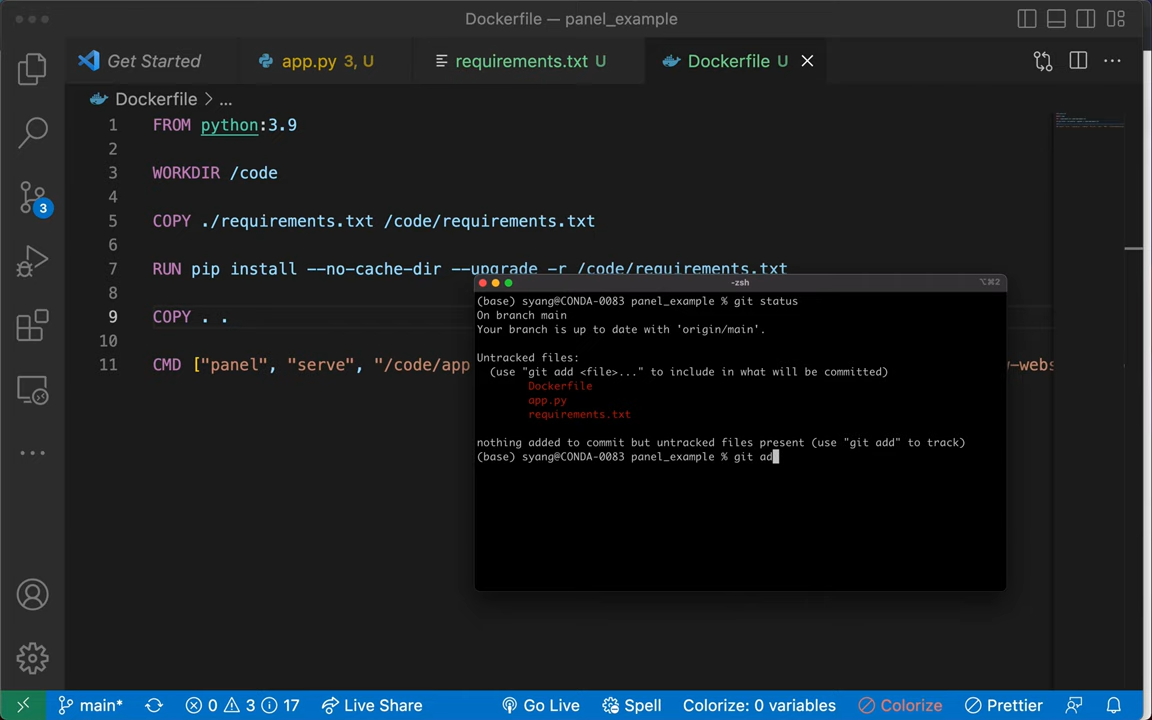 Dockerfile — panel_example
Get Started
app.py 3, U
requirements.txt U
Dockerfile U
Dockerfile > ...
1 FROM python:3.9
2
3 WORKDIR /code
4
5 COPY ./requirements.txt /code/requirements.txt
6
7 RUN pip install --no-cache-dir --upgrade -r /code/requirements.txt
8
9 COPY . .
10
11 CMD ["panel", "serve", "/code/app
w-webs
3
-zsh
⌥⌘2
(base) syang@CONDA-0083 panel_example % git status
On branch main
Your branch is up to date with 'origin/main'.
Untracked files:
(use "git add <file>..." to include in what will be committed)
Dockerfile
app.py
requirements.txt
nothing added to commit but untracked files present (use "git add" to track)
(base) syang@CONDA-0083 panel_example % git ad
main* 0 3 17 Live Share Go Live Spell Colorize: 0 variables Colorize Prettier